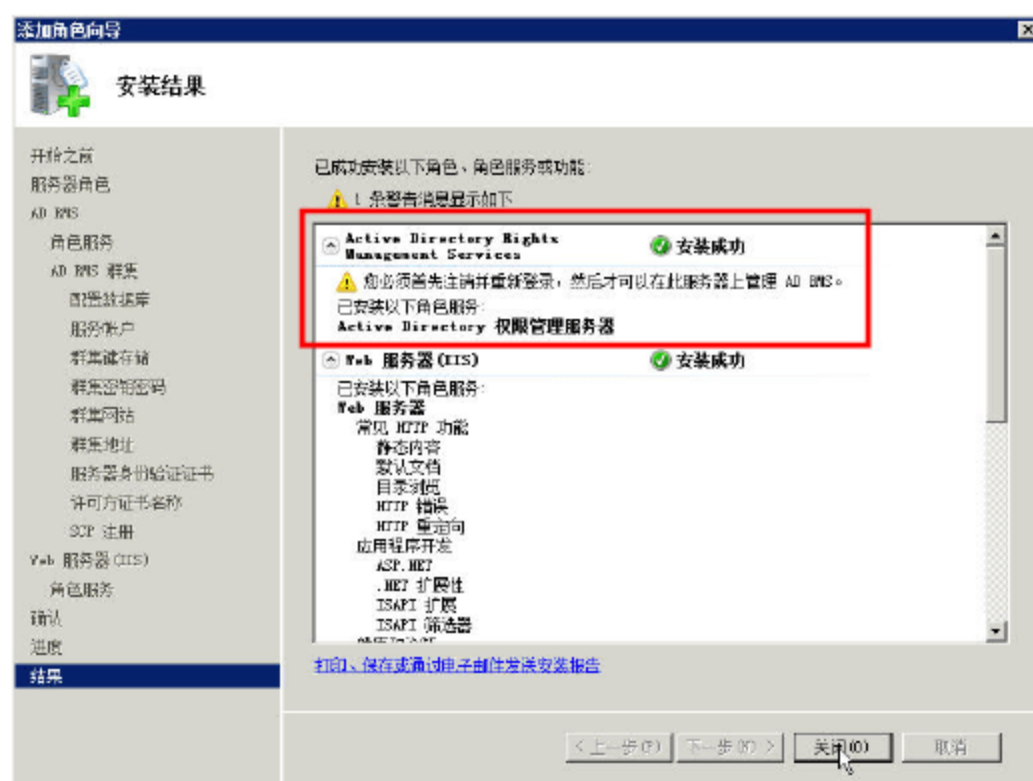 添加角色向导
安装结果
开始之前
服务器角色
AD RMS
角色服务
AD RMS 群集
配置数据库
服务帐户
群集键存储
群集密钥密码
群集网站
群集地址
服务器身份验证证书
许可方证书名称
SCP 注册
Web 服务器(IIS)
角色服务
确认
进度
结果
已成功安装以下角色、角色服务或功能:
1 条警告消息显示如下
Active Directory Rights Management Services
安装成功
您必须首先注销并重新登录,然后才可以在此服务器上管理 AD RMS。
已安装以下角色服务:
Active Directory 权限管理服务器
Web 服务器(IIS)
安装成功
已安装以下角色服务:
Web 服务器
常见 HTTP 功能
静态内容
默认文档
目录浏览
HTTP 错误
HTTP 重定向
应用程序开发
ASP.NET
.NET 扩展性
ISAPI 扩展
ISAPI 筛选器
打印、保存或通过电子邮件发送安装报告
< 上一步(P)
下一步(N) >
关闭(O)
取消